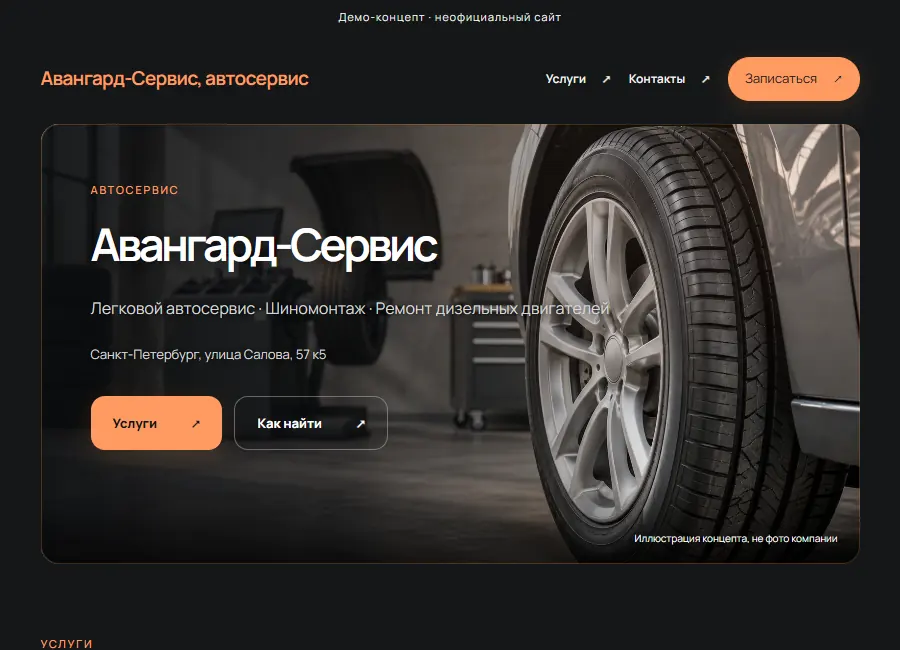 Демо-концепт · неофициальный сайт
Авангард-Сервис, автосервис
Услуги ↗ Контакты ↗ Записаться ↗
АВТОСЕРВИС
Авангард-Сервис
Легковой автосервис · Шиномонтаж · Ремонт дизельных двигателей
Санкт-Петербург, улица Салова, 57 к5
Услуги ↗ Как найти ↗
Иллюстрация концепта, не фото компании
УСЛУГИ